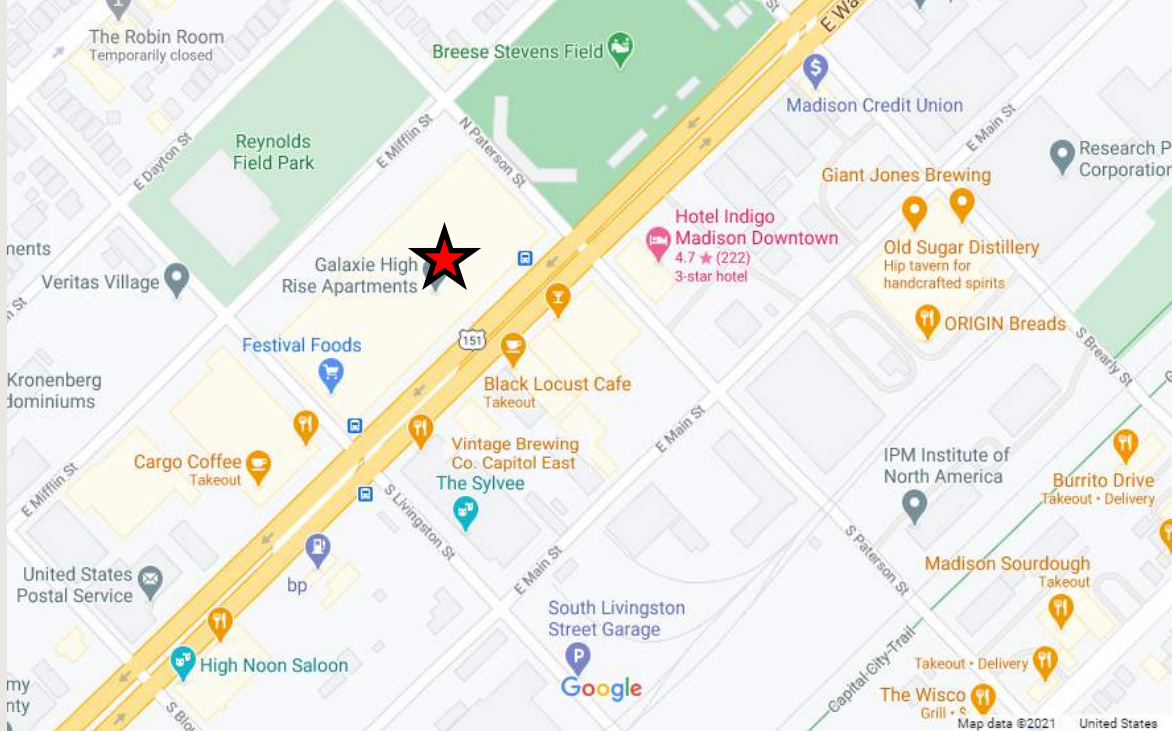 The Robin Room
Temporarily closed
Breese Stevens Field
E Wa
Madison Credit Union
Reynolds
Field Park
E Dayton St
E Mifflin St
N Paterson St
E Main St
Research P
Corporation
Giant Jones Brewing
Hotel Indigo
Madison Downtown
4.7 ★ (222)
3-star hotel
Old Sugar Distillery
Hip tavern for
handcrafted spirits
ments
Veritas Village
Galaxie High
Rise Apartments
n St
ORIGIN Breads
S Brearly St
151
Festival Foods
Kronenberg
dominiums
Black Locust Cafe
Takeout
E Main St
Vintage Brewing
Co. Capitol East
The Sylvee
Cargo Coffee
Takeout
E Mifflin St
S Livingston St
IPM Institute of
North America
Burrito Drive
Takeout • Delivery
S Paterson St
E Main St
United States
Postal Service
bp
Madison Sourdough
Takeout
South Livingston
Street Garage
P
High Noon Saloon
Capital-City-Trail
Takeout • Delivery
The Wisco
Grill • $
my
nty
S Blo
Google
Map data ©2021
United States